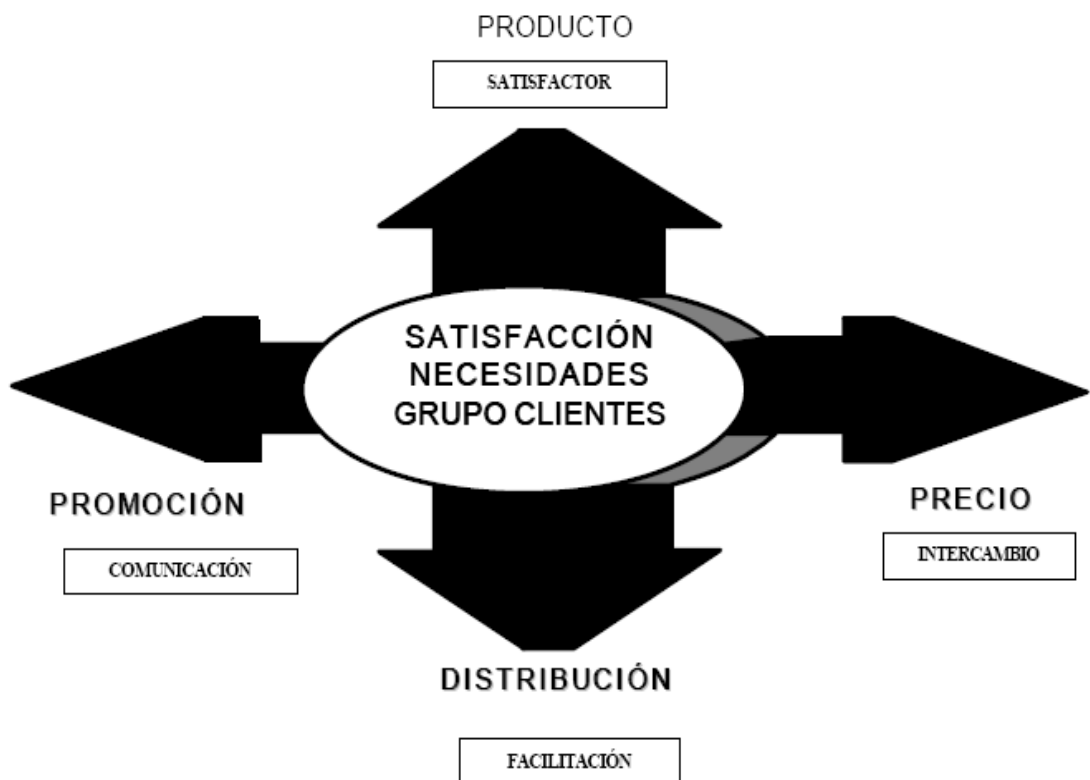 PRODUCTO
SATISFACTOR
SATISFACCIÓN
NECESIDADES
GRUPO CLIENTES
PROMOCIÓN
COMUNICACIÓN
PRECIO
INTERCAMBIO
DISTRIBUCIÓN
FACILITACIÓN